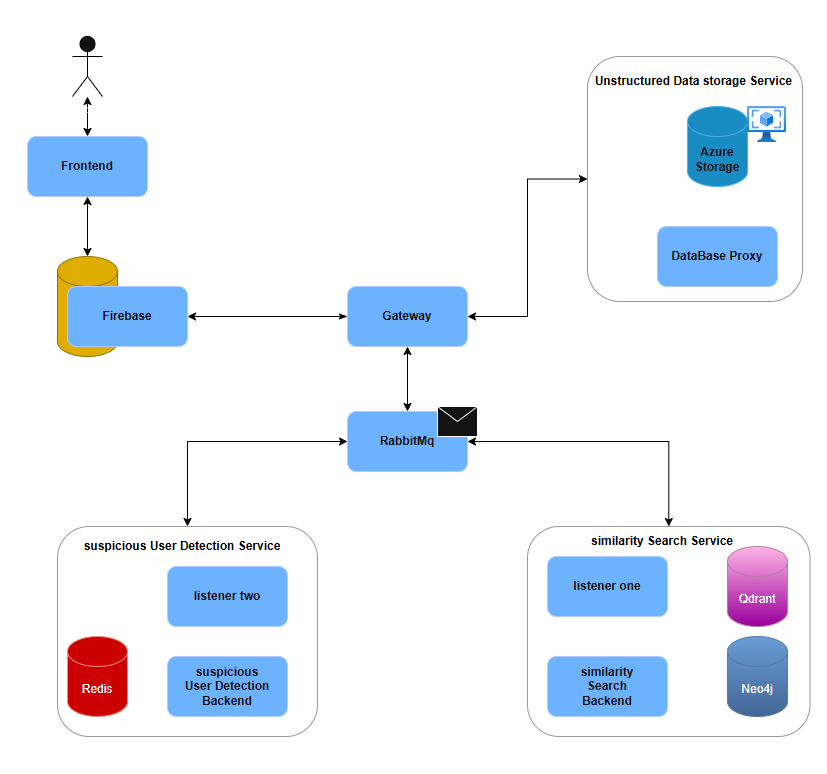 Unstructured Data storage Service
Azure
Storage
Frontend
DataBase Proxy
Firebase
Gateway
RabbitMq
suspicious User Detection Service
listener two
Redis
suspicious
User Detection
Backend
similarity Search Service
listener one
Qdrant
similarity
Search
Backend
Neo4j